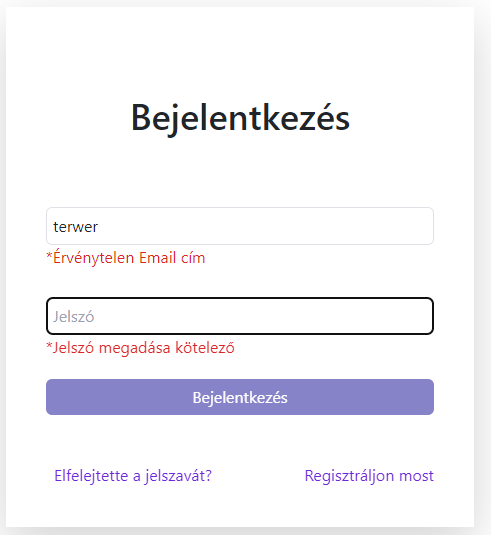 Bejelentkezés
terwer
*Érvénytelen Email cím
Jelszó
*Jelszó megadása kötelező
Bejelentkezés
Elfelejtette a jelszavát? Regisztráljon most